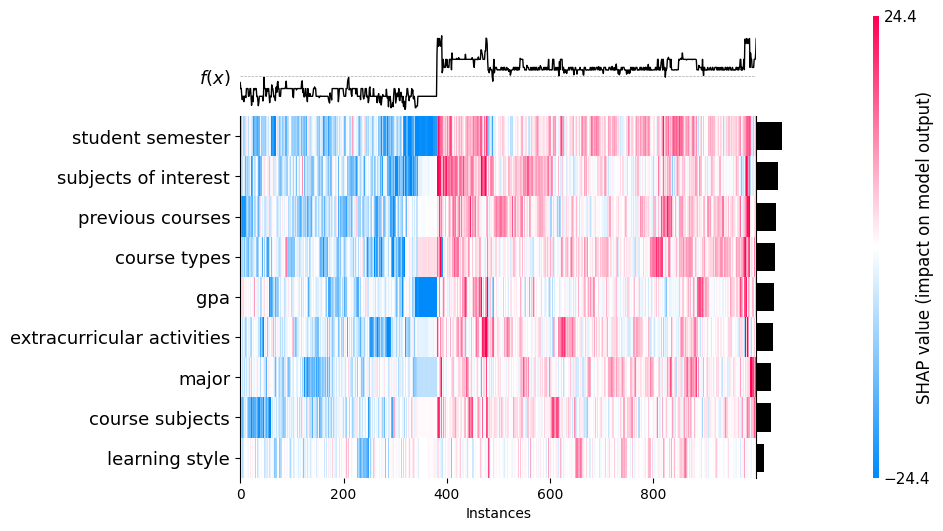 24.4
f(x)
student semester
subjects of interest
previous courses
course types
gpa
extracurricular activities
major
course subjects
learning style
0
200
400
600
800
Instances
−24.4
SHAP value (impact on model output)